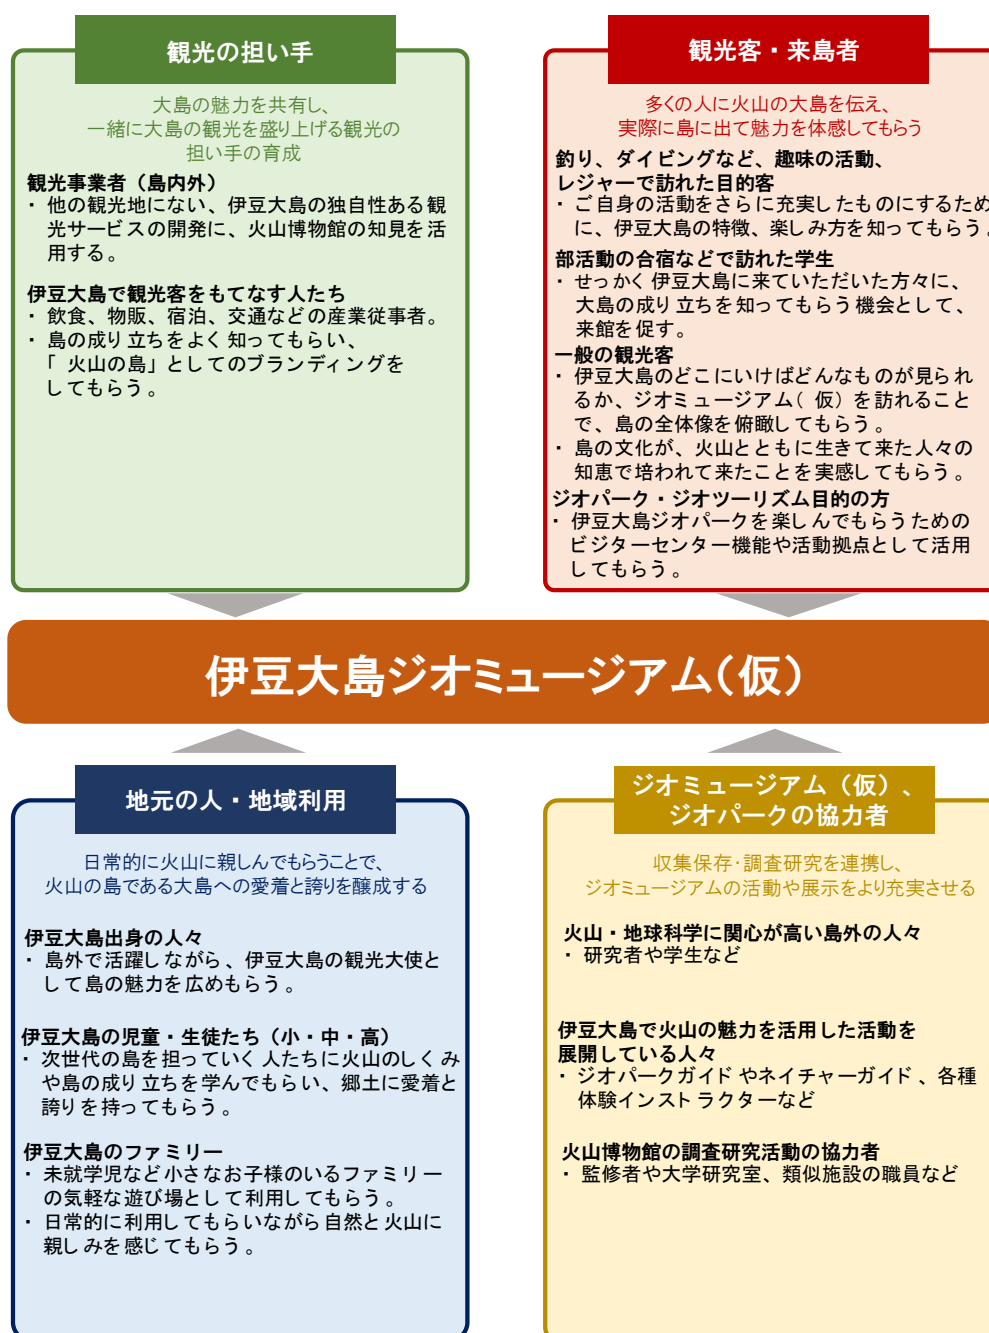 観光の担い手
大島の魅力を共有し、
一緒に大島の観光を盛り上げる観光の
担い手の育成
観光事業者（島内外）
・ 他の観光地にない、伊豆大島の独自性ある観
光サービスの開発に、火山博物館の知見を活
用する。
伊豆大島で観光客をもてなす人たち
・ 飲食、物販、宿泊、交通などの産業従事者。
・ 島の成り立ちをよく知ってもらい、
「火山の島」としてのブランディングを
してもらう。
観光客・来島者
多くの人に火山の大島を伝え、
実際に島に出て魅力を体感してもらう
釣り、ダイビングなど、趣味の活動、
レジャーで訪れた目的客
・ ご自身の活動をさらに充実したものにするため
に、伊豆大島の特徴、楽しみ方を知ってもらう。
部活動の合宿などで訪れた学生
・ せっかく伊豆大島に来ていただいた方々に、
大島の成り立ちを知ってもらう機会として、
来館を促す。
一般の観光客
・ 伊豆大島のどこにいけばどんなものが見られ
るか、ジオミュージアム(仮)を訪れること
で、島の全体像を俯瞰してもらう。
・ 島の文化が、火山とともに生きて来た人々の
知恵で培われて来たことを実感してもらう。
ジオパーク・ジオツーリズム目的の方
・ 伊豆大島ジオパークを楽しんでもらうための
ビジターセンター機能や活動拠点として活用
してもらう。
伊豆大島ジオミュージアム(仮)
地元の人・地域利用
日常的に火山に親しんでもらうことで、
火山の島である大島への愛着と誇りを醸成する
伊豆大島出身の人々
・ 島外で活躍しながら、伊豆大島の観光大使と
して島の魅力を広めもらう。
伊豆大島の児童・生徒たち（小・中・高）
・ 次世代の島を担っていく人たちに火山のしくみ
や島の成り立ちを学んでもらい、郷土に愛着と
誇りを持ってもらう。
伊豆大島のファミリー
・ 未就学児など小さなお子様のいるファミリー
の気軽な遊び場として利用してもらう。
・ 日常的に利用してもらいながら自然と火山に
親しみを感じてもらう。
ジオミュージアム（仮）、
ジオパークの協力者
収集保存･調査研究を連携し、
ジオミュージアムの活動や展示をより充実させる
火山・地球科学に関心が高い島外の人々
・ 研究者や学生など
伊豆大島で火山の魅力を活用した活動を
展開している人々
・ ジオパークガイドやネイチャーガイド、各種
体験インストラクターなど
火山博物館の調査研究活動の協力者
・ 監修者や大学研究室、類似施設の職員など